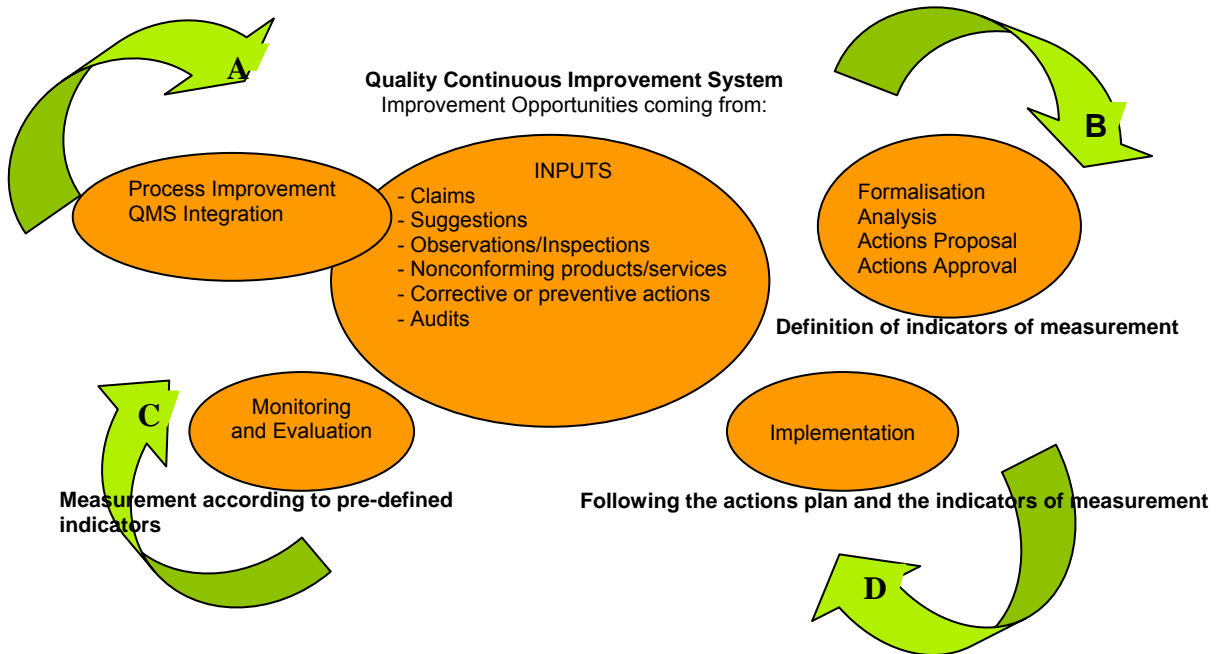 A
Quality Continuous Improvement System
Improvement Opportunities coming from:
B
Process Improvement
QMS Integration
INPUTS
- Claims
- Suggestions
- Observations/Inspections
- Nonconforming products/services
- Corrective or preventive actions
- Audits
Formalisation
Analysis
Actions Proposal
Actions Approval
Definition of indicators of measurement
C
Monitoring
and Evaluation
Measurement according to pre-defined
indicators
Implementation
Following the actions plan and the indicators of measurement
D